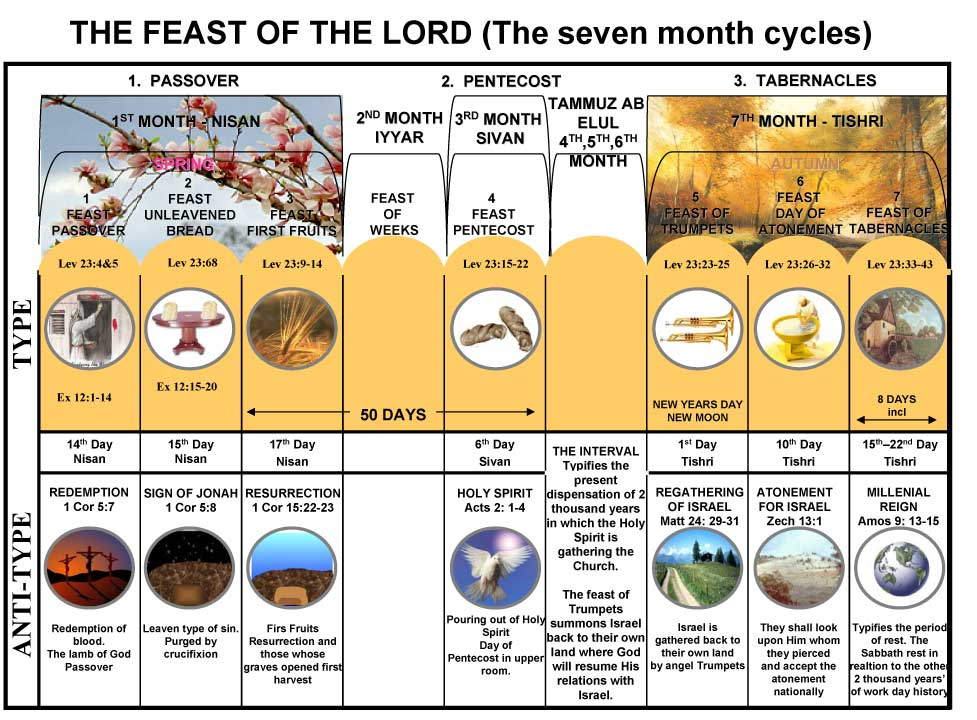 THE FEAST OF THE LORD (The seven month cycles)
1. PASSOVER
2. PENTECOST
3. TABERNACLES
1ST MONTH - NISAN
2ND MONTH
IYYAR
3RD MONTH
SIVAN
TAMMUZ AB
ELUL
4TH,5TH,6TH
MONTH
7TH MONTH - TISHRI
SPRING
AUTUMN
1
FEAST
PASSOVER
2
FEAST
UNLEAVENED
BREAD
3
FEAST
FIRST FRUITS
FEAST
OF
WEEKS
4
FEAST
PENTECOST
5
FEAST OF
TRUMPETS
6
FEAST
DAY OF
ATONEMENT
7
FEAST OF
TABERNACLES
TYPE
Lev 23:4&5
Lev 23:68
Lev 23:9-14
Lev 23:15-22
Lev 23:23-25
Lev 23:26-32
Lev 23:33-43
Ex 12:1-14
Ex 12:15-20
50 DAYS
NEW YEARS DAY
NEW MOON
8 DAYS
incl
14th Day
Nisan
15th Day
Nisan
17th Day
Nisan
6th Day
Sivan
1st Day
Tishri
10th Day
Tishri
15th–22nd Day
Tishri
ANTI-TYPE
REDEMPTION
1 Cor 5:7
Redemption of
blood.
The lamb of God
Passover
SIGN OF JONAH
1 Cor 5:8
Leaven type of sin.
Purged by
crucifixion
RESURRECTION
1 Cor 15:22-23
Firs Fruits
Resurrection and
those whose
graves opened first
harvest
HOLY SPIRIT
Acts 2: 1-4
Pouring out of Holy
Spirit
Day of
Pentecost in upper
room.
THE INTERVAL
Typifies the
present
dispensation of 2
thousand years
in which the Holy
Spirit is
gathering the
Church.
The feast of
Trumpets
summons Israel
back to their own
land where God
will resume His
relations with
Israel.
REGATHERING
OF ISRAEL
Matt 24: 29-31
Israel is
gathered back to
their own land
by angel Trumpets
ATONEMENT
FOR ISRAEL
Zech 13:1
They shall look
upon Him whom
they pierced
and accept the
atonement
nationally
MILLENIAL
REIGN
Amos 9: 13-15
Typifies the period
of rest. The
Sabbath rest in
realtion to the other
2 thousand years'
of work day history